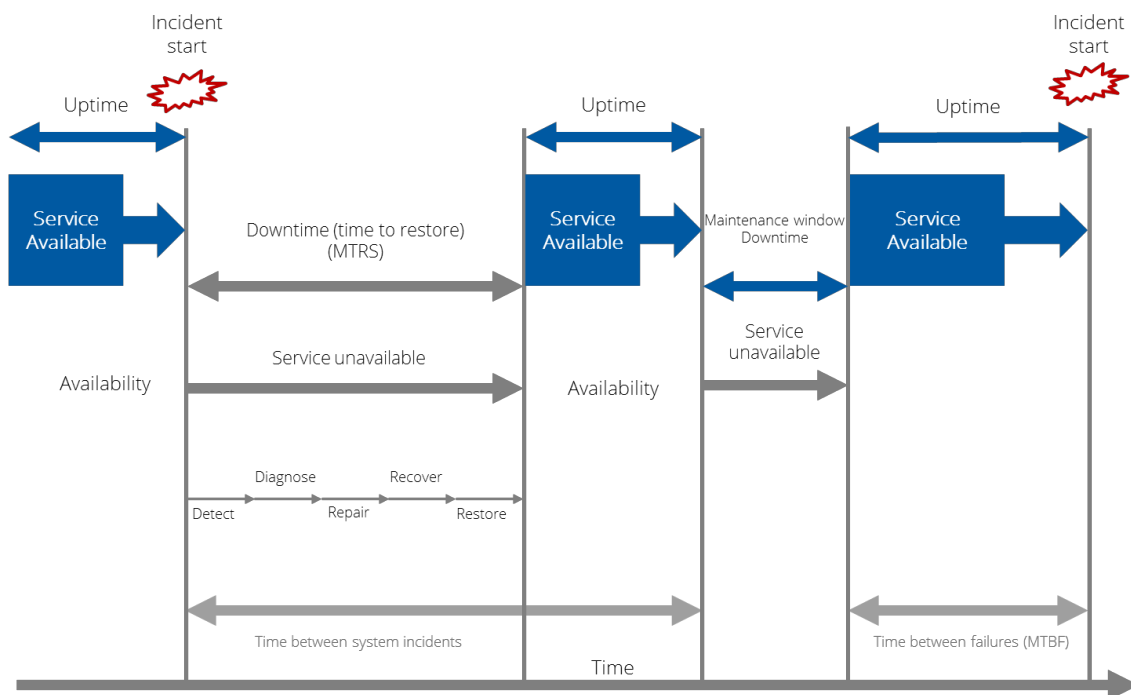 Incident
start
Incident
start
Uptime
Uptime
Uptime
Service
Available
Downtime (time to restore)
(MTRS)
Service
Available
Maintenance window
Downtime
Service
Available
Service unavailable
Service
unavailable
Availability
Availability
Diagnose
Recover
Detect
Repair
Restore
Time between system incidents
Time between failures (MTBF)
Time